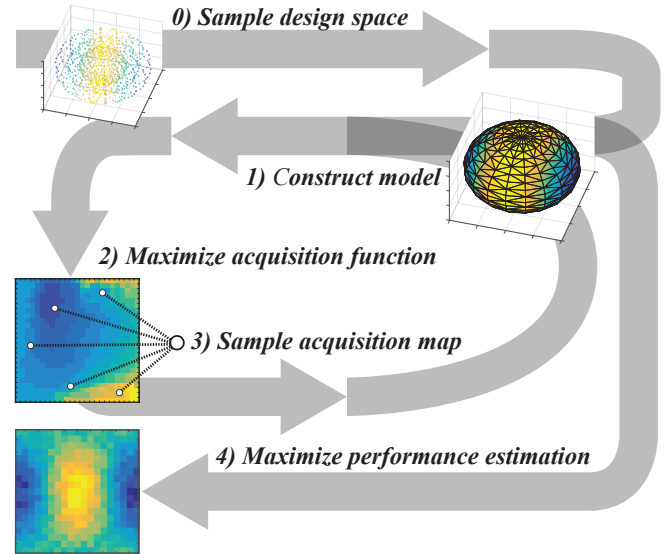 0) Sample design space
1) Construct model
2) Maximize acquisition function
3) Sample acquisition map
4) Maximize performance estimation